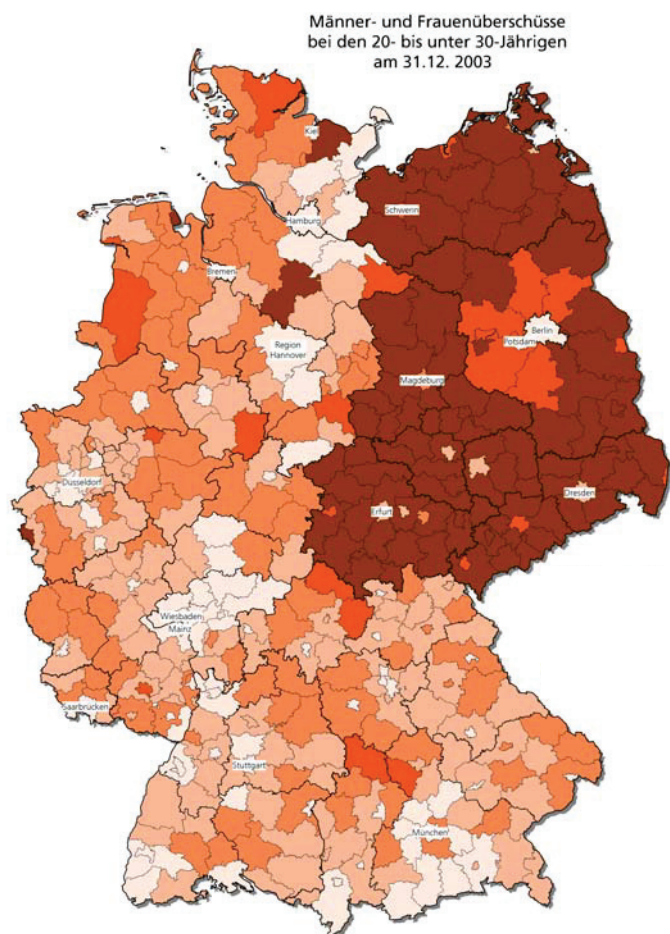 Männer- und Frauenüberschüsse
bei den 20- bis unter 30-Jährigen
am 31.12. 2003
Kiel
Schwerin
Hamburg
Bremen
Berlin
Potsdam
Region
Hannover
Magdeburg
Düsseldorf
Dresden
Erfurt
Wiesbaden
Mainz
Saarbrücken
Stuttgart
München